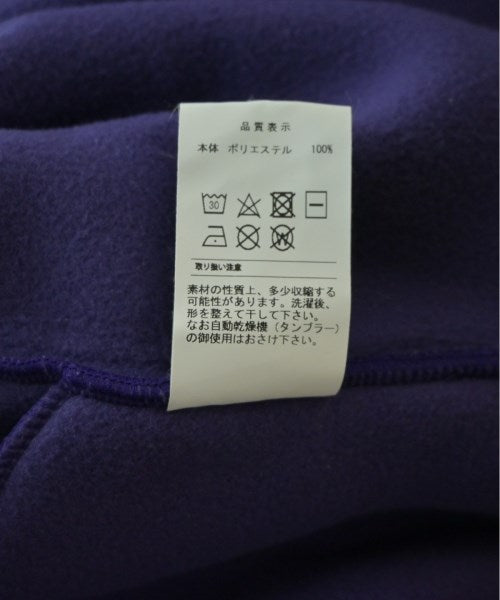 品質表示
本体 ポリエステル 100%
30
W
取り扱い注意
素材の性質上、多少収縮する
可能性があります。洗濯後、
形を整えて干して下さい。
なお自動乾燥機（タンブラー）
の御使用はおさけ下さい。